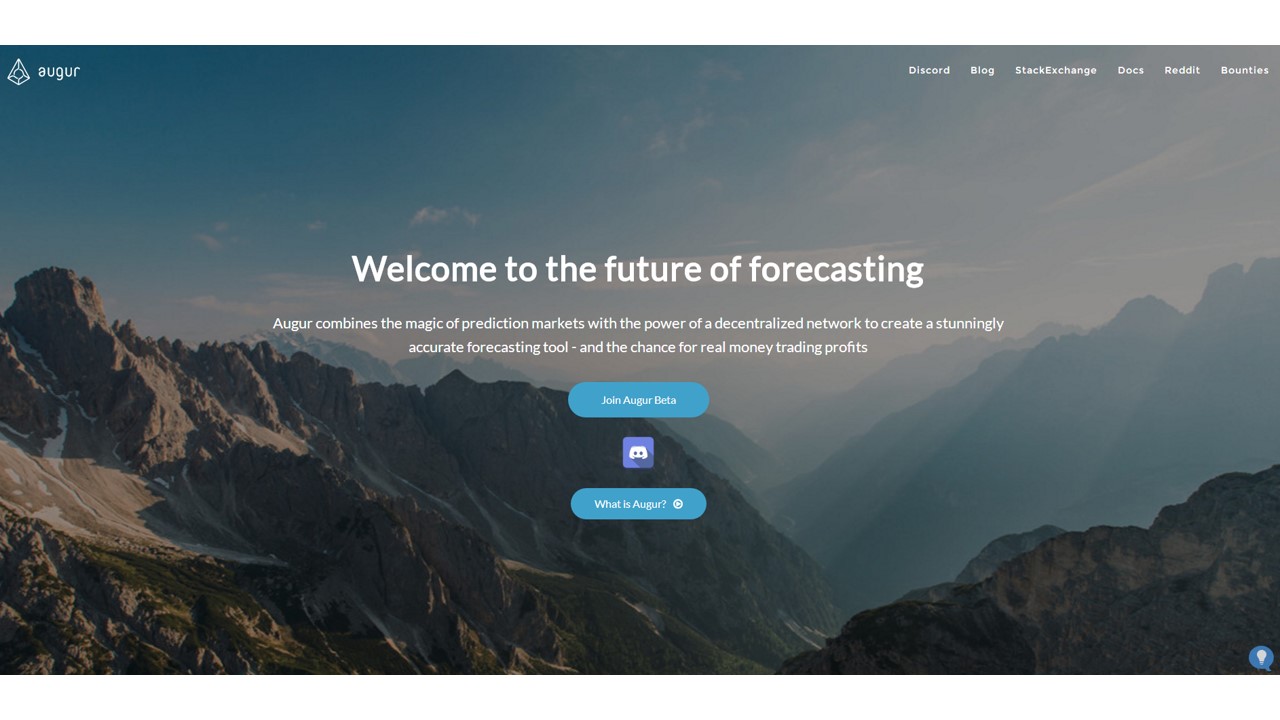 augur
Discord Blog StackExchange Docs Reddit Bounties
Welcome to the future of forecasting
Augur combines the magic of prediction markets with the power of a decentralized network to create a stunningly
accurate forecasting tool - and the chance for real money trading profits
Join Augur Beta
What is Augur?